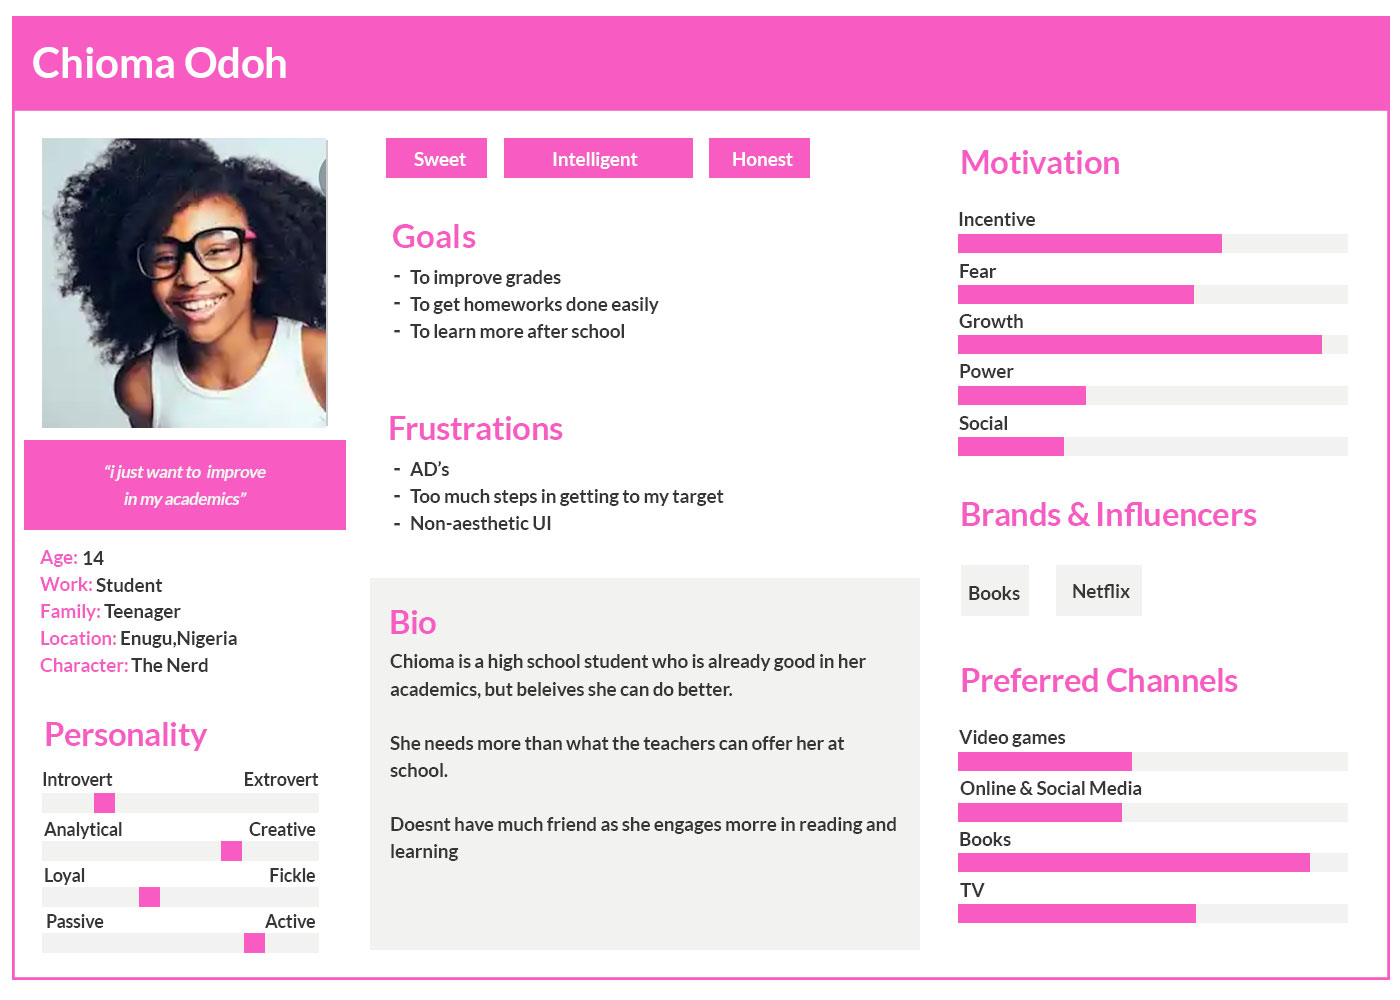 Chioma Odoh
“i just want to  improve
in my academics”
Age: 14
Work: Student
Family: Teenager
Location: Enugu,Nigeria
Character: The Nerd
Personality
Introvert Extrovert
Analytical Creative
Loyal Fickle
Passive Active
Sweet Intelligent Honest
Goals
- To improve grades
- To get homeworks done easily
- To learn more after school
Frustrations
- AD’s
- Too much steps in getting to my target
- Non-aesthetic UI
Bio
Chioma is a high school student who is already good in her
academics, but beleives she can do better.
She needs more than what the teachers can offer her at
school.
Doesnt have much friend as she engages morre in reading and
learning
Motivation
Incentive
Fear
Growth
Power
Social
Brands & Influencers
Books Netflix
Preferred Channels
Video games
Online & Social Media
Books
TV